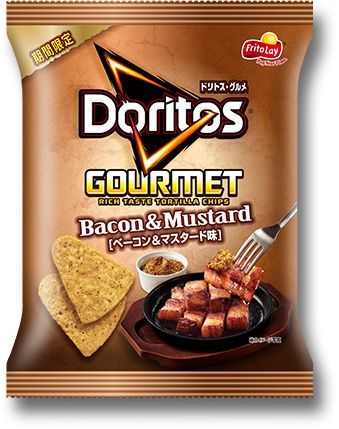 期間限定
FritoLay
ドリトス・グルメ
Doritos
GOURMET
RICH TASTE TORTILLA CHIPS
Bacon & Mustard
[ベーコン&マスタード味]